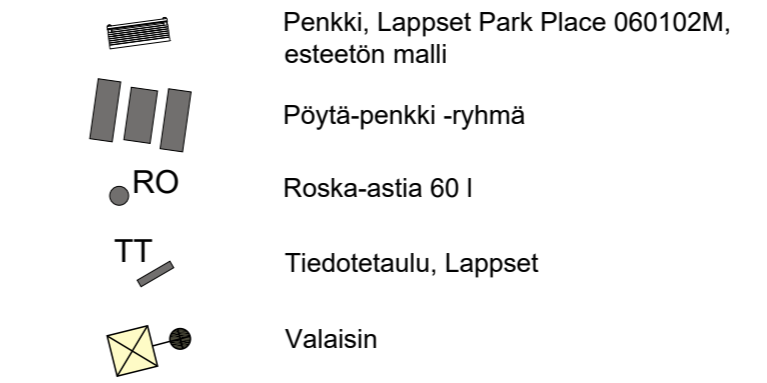 Penkki, Lappset Park Place 060102M,
esteetön malli
Pöytä-penkki -ryhmä
RO
Roska-astia 60 l
TT
Tiedotetaulu, Lappset
Valaisin